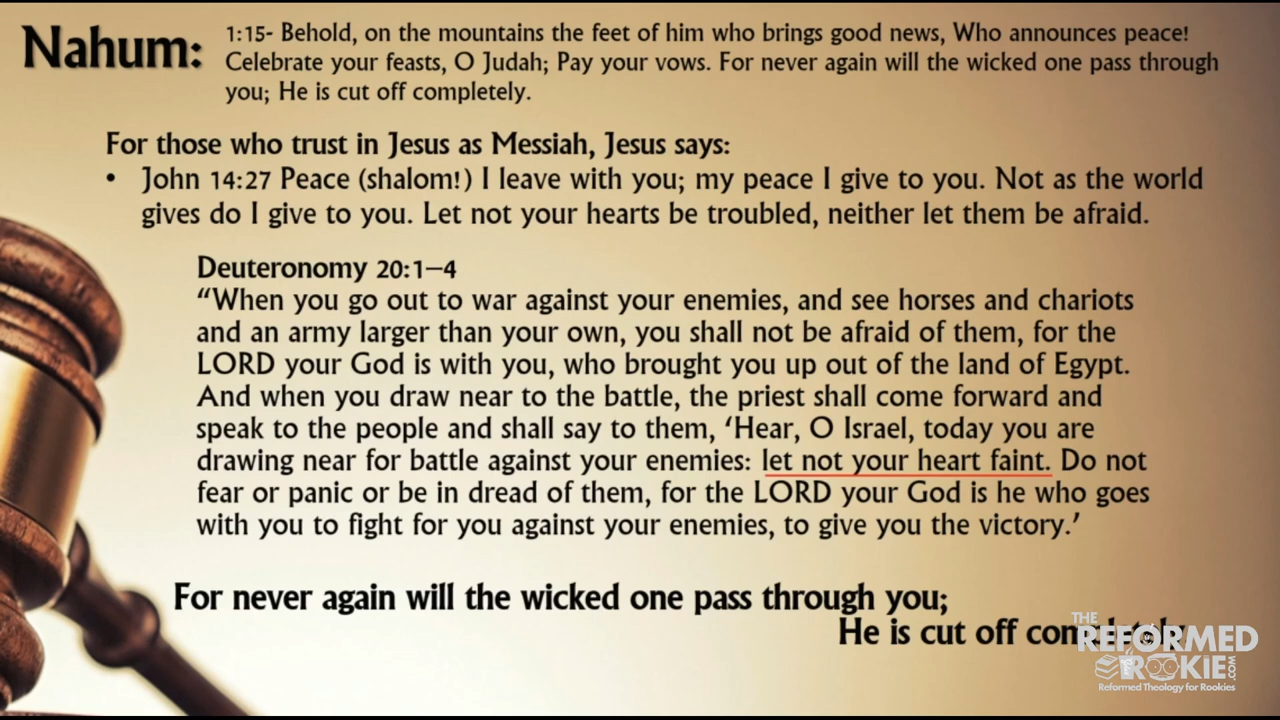 Nahum:
1:15- Behold, on the mountains the feet of him who brings good news, Who announces peace!
Celebrate your feasts, O Judah; Pay your vows. For never again will the wicked one pass through
you; He is cut off completely.
For those who trust in Jesus as Messiah, Jesus says:
• John 14:27 Peace (shalom!) I leave with you; my peace I give to you. Not as the world
gives do I give to you. Let not your hearts be troubled, neither let them be afraid.
Deuteronomy 20:1–4
“When you go out to war against your enemies, and see horses and chariots
and an army larger than your own, you shall not be afraid of them, for the
LORD your God is with you, who brought you up out of the land of Egypt.
And when you draw near to the battle, the priest shall come forward and
speak to the people and shall say to them, ‘Hear, O Israel, today you are
drawing near for battle against your enemies: let not your heart faint. Do not
fear or panic or be in dread of them, for the LORD your God is he who goes
with you to fight for you against your enemies, to give you the victory.’
For never again will the wicked one pass through you;
He is cut off completely
THE
REFORMED
ROOKIE.COM
Reformed Theology for Rookies